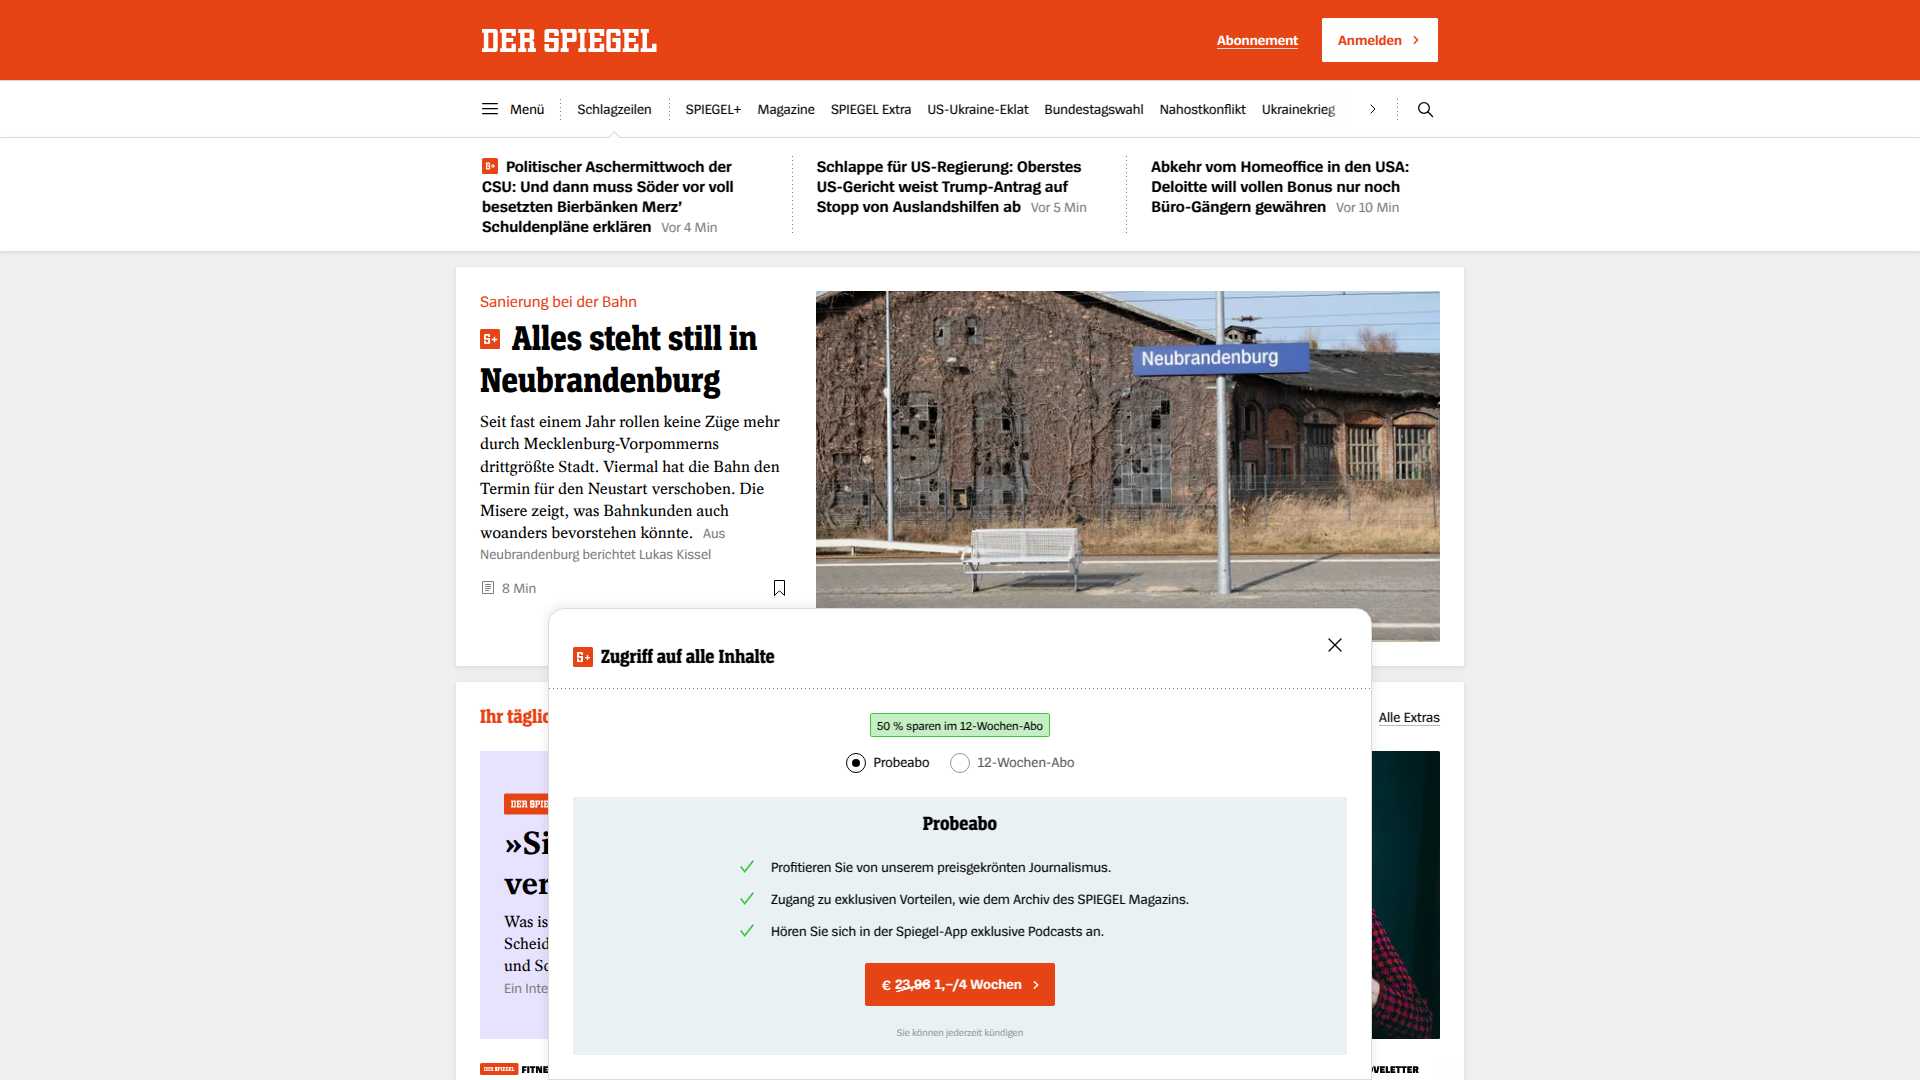 DER SPIEGEL
Abonnement
Anmelden
Menü
Schlagzeilen
SPIEGEL+
Magazine
SPIEGEL Extra
US-Ukraine-Eklat
Bundestagswahl
Nahostkonflikt
Ukrainekrieg
Politischer Aschermittwoch der
CSU: Und dann muss Söder vor voll
besetzten Bierbänken Merz’
Schuldenpläne erklären Vor 4 Min
Schlappe für US-Regierung: Oberstes
US-Gericht weist Trump-Antrag auf
Stopp von Auslandshilfen ab Vor 5 Min
Abkehr vom Homeoffice in den USA:
Deloitte will vollen Bonus nur noch
Büro-Gängern gewähren Vor 10 Min
Sanierung bei der Bahn
Alles steht still in
Neubrandenburg
Seit fast einem Jahr rollen keine Züge mehr
durch Mecklenburg-Vorpommerns
drittgrößte Stadt. Viermal hat die Bahn den
Termin für den Neustart verschoben. Die
Misere zeigt, was Bahnkunden auch
woanders bevorstehen könnte. Aus
Neubrandenburg berichtet Lukas Kissel
8 Min
Neubrandenburg
Zugriff auf alle Inhalte
50 % sparen im 12-Wochen-Abo
Probeabo
12-Wochen-Abo
Probeabo
Profitieren Sie von unserem preisgekrönten Journalismus.
Zugang zu exklusiven Vorteilen, wie dem Archiv des SPIEGEL Magazins.
Hören Sie sich in der Spiegel-App exklusive Podcasts an.
€ 23,96 1,–/4 Wochen
Sie können jederzeit kündigen
Ihr täglic
Alle Extras
DER SPIE
»Si
ver
Was is
Scheid
und So
Ein Inte
DER SPIEGEL FITNE
VELETTER